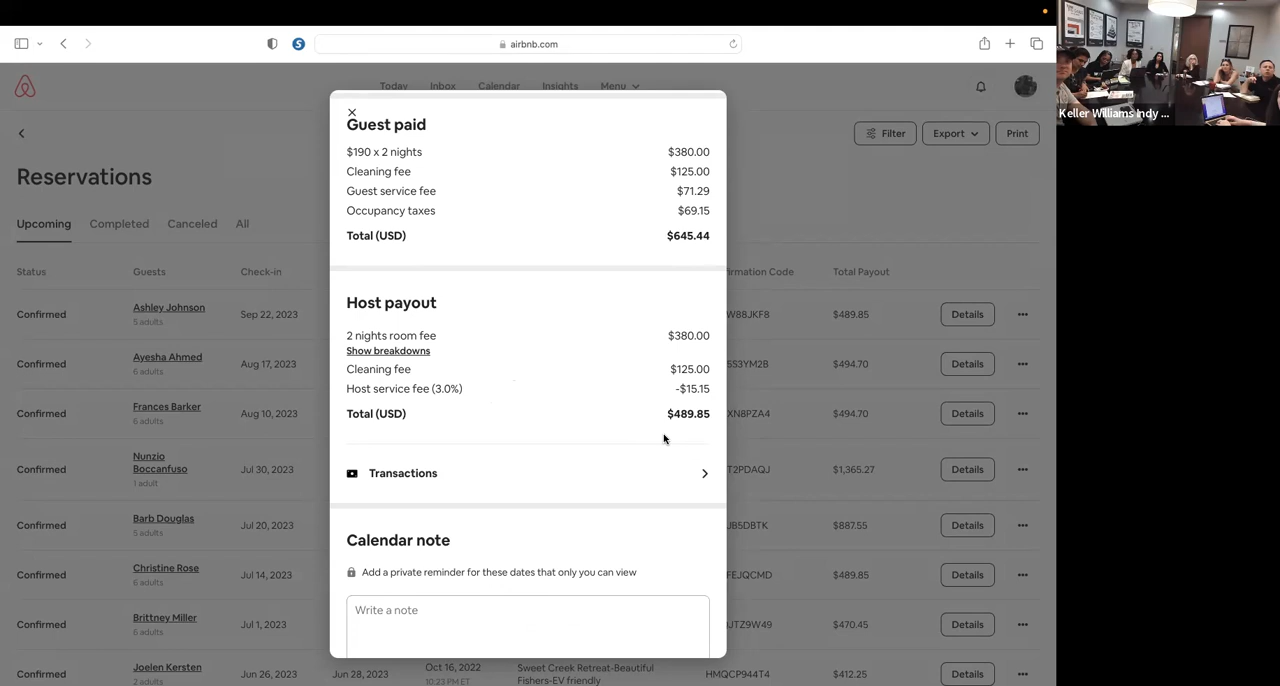 airbnb.com
Keller Williams Indy ...
Today Inbox Calendar Insights Menu
Filter Export Print
Reservations
Upcoming Completed Canceled All
Status Guests Check-in irmation Code Total Payout
Confirmed Ashley Johnson Sep 22, 2023 W88JKF8 $489.85 Details
5 adults
Confirmed Ayesha Ahmed Aug 17, 2023 553YM2B $494.70 Details
6 adults
Confirmed Frances Barker Aug 10, 2023 XN8PZA4 $494.70 Details
6 adults
Confirmed Nunzio Boccanfuso Jul 30, 2023 T2PDAQJ $1,365.27 Details
1 adult
Confirmed Barb Douglas Jul 20, 2023 JB5DBTK $887.55 Details
5 adults
Confirmed Christine Rose Jul 14, 2023 FEJQCMD $489.85 Details
6 adults
Confirmed Brittney Miller Jul 1, 2023 JTZ9W49 $470.45 Details
6 adults
Confirmed Joelen Kersten Jun 26, 2023 Jun 28, 2023 Oct 16, 2022 Sweet Creek Retreat-Beautiful HMQCP944T4 $412.25 Details
2 adults 10:23 PM ET Fishers-EV friendly
Guest paid
$190 x 2 nights $380.00
Cleaning fee $125.00
Guest service fee $71.29
Occupancy taxes $69.15
Total (USD) $645.44
Host payout
2 nights room fee $380.00
Show breakdowns
Cleaning fee $125.00
Host service fee (3.0%) -$15.15
Total (USD) $489.85
Transactions
Calendar note
Add a private reminder for these dates that only you can view
Write a note